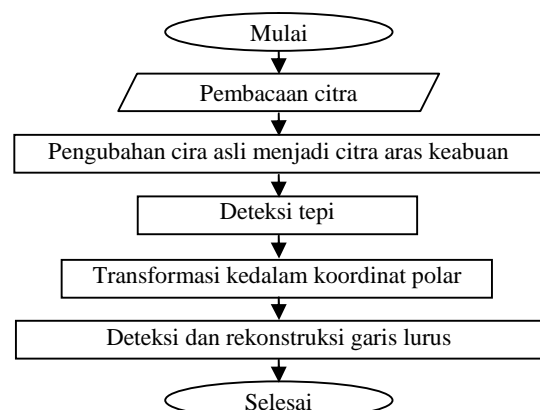 Mulai
Pembacaan citra
Pengubahan cira asli menjadi citra aras keabuan
Deteksi tepi
Transformasi kedalam koordinat polar
Deteksi dan rekonstruksi garis lurus
Selesai